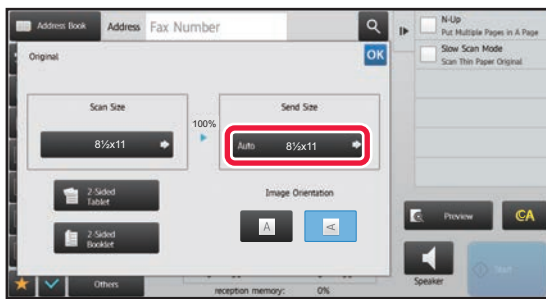 Address Book
Address
Fax Number
N-Up
Put Multiple Pages in A Page
Original
OK
Slow Scan Mode
Scan Thin Paper Original
Scan Size
100%
Send Size
8½x11
Auto 8½x11
2-Sided
Tablet
Image Orientation
A
A
2-Sided
Booklet
Preview
CA
Speaker
Start
Others
reception memory: 0%